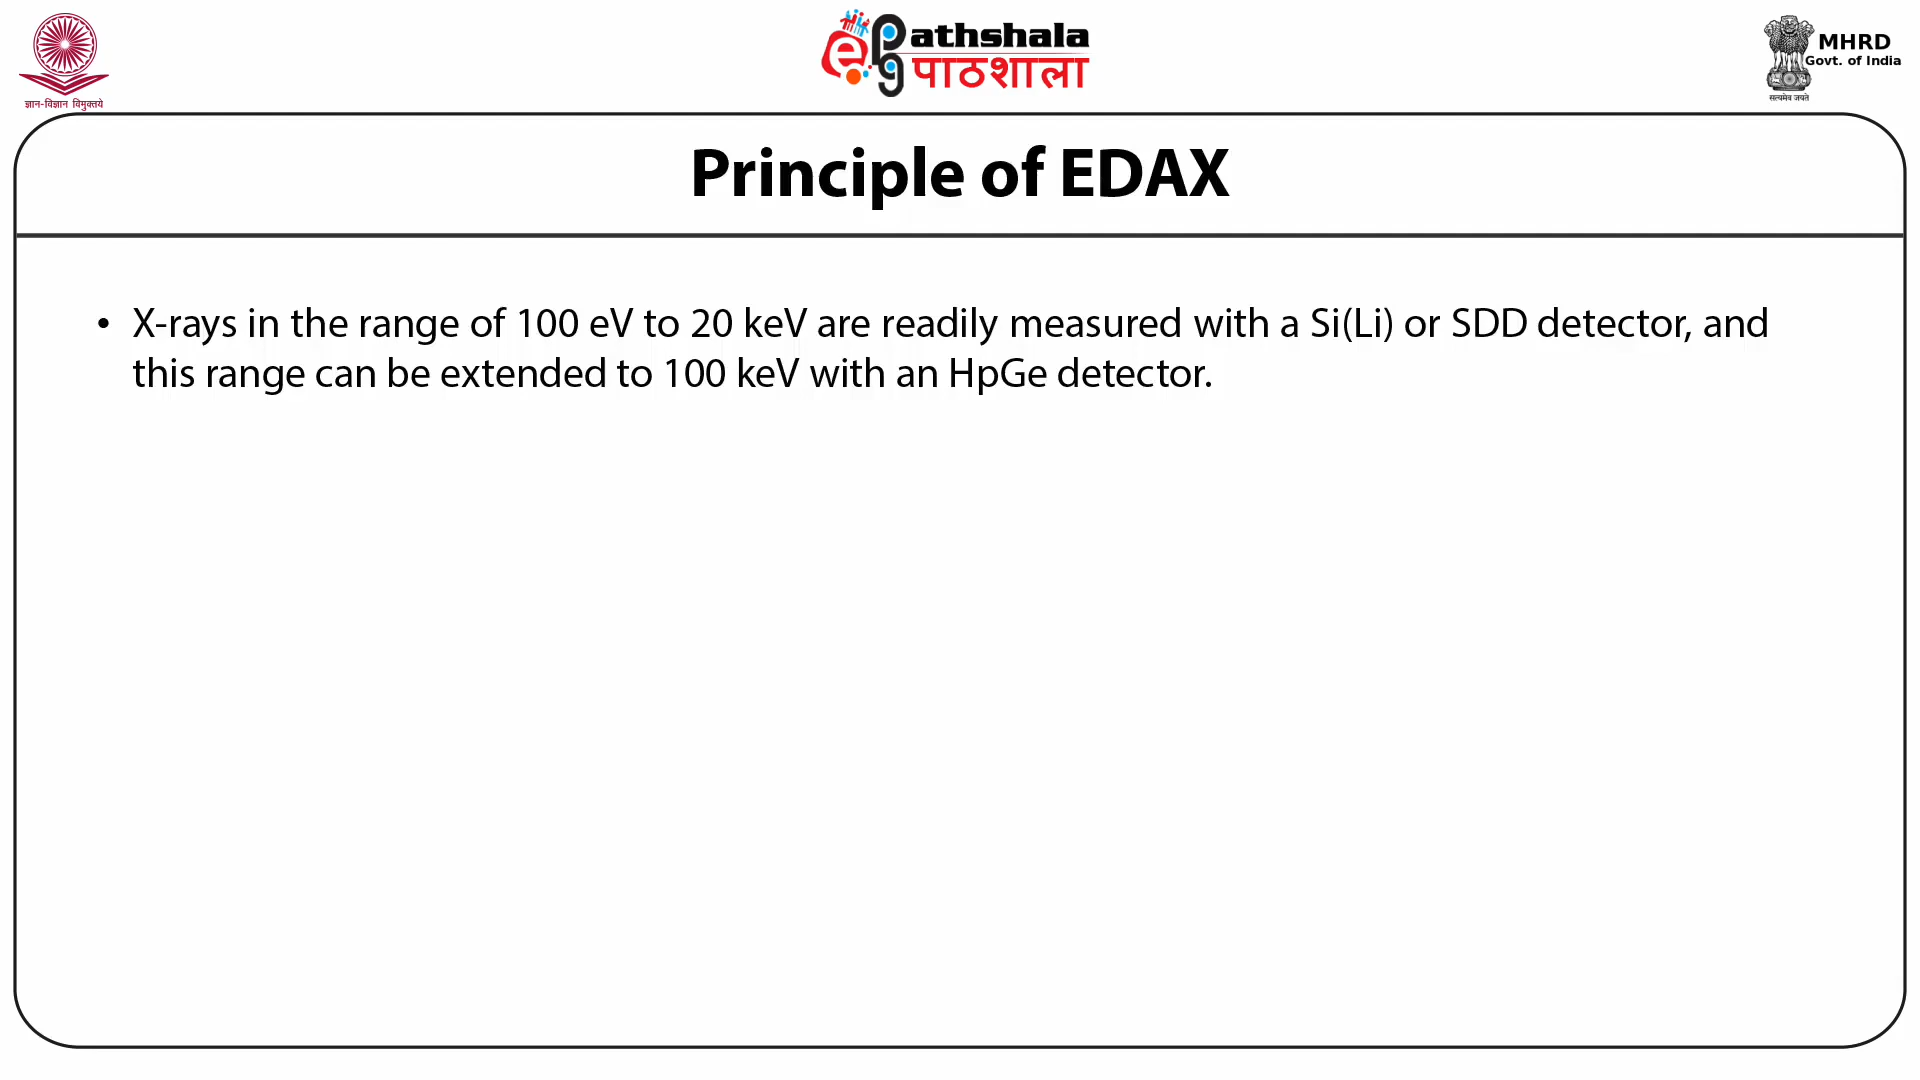 ज्ञान-विज्ञान विमुक्तये
e
pg
athshala
पाठशाला
MHRD
Govt. of India
सत्यमेव जयते
Principle of EDAX
• X-rays in the range of 100 eV to 20 keV are readily measured with a Si(Li) or SDD detector, and
this range can be extended to 100 keV with an HpGe detector.